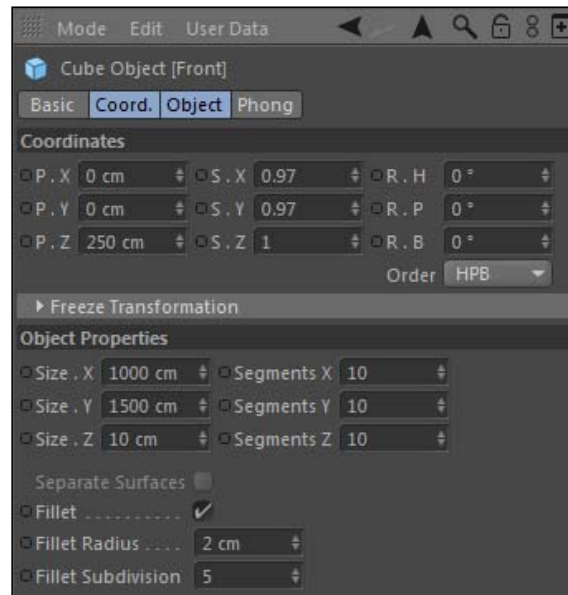 Mode Edit User Data
Cube Object [Front]
Basic Coord. Object Phong
Coordinates
P . X 0 cm S . X 0.97 R . H 0 °
P . Y 0 cm S . Y 0.97 R . P 0 °
P . Z 250 cm S . Z 1 R . B 0 °
Order HPB
Freeze Transformation
Object Properties
Size . X 1000 cm Segments X 10
Size . Y 1500 cm Segments Y 10
Size . Z 10 cm Segments Z 10
Separate Surfaces
Fillet . . . . . . . . . .
Fillet Radius . . . . 2 cm
Fillet Subdivision 5